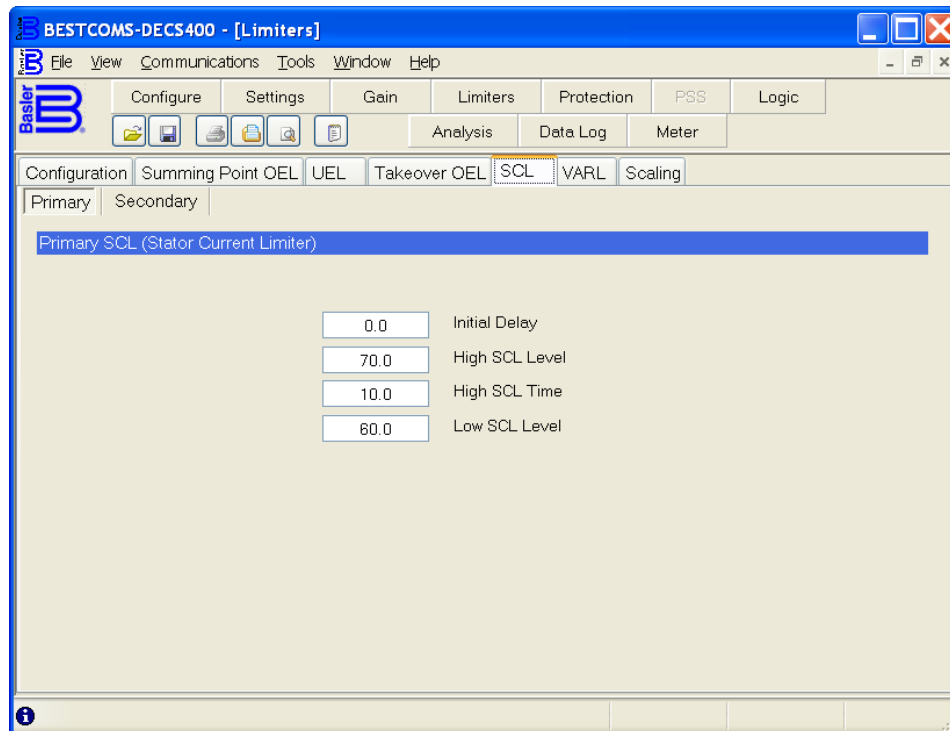 BESTCOMS-DECS400 - [Limiters]
File View Communications Tools Window Help
Basler
Configure Settings Gain Limiters Protection PSS Logic
Analysis Data Log Meter
Configuration Summing Point OEL UEL Takeover OEL SCL VARL Scaling
Primary Secondary
Primary SCL (Stator Current Limiter)
0.0 Initial Delay
70.0 High SCL Level
10.0 High SCL Time
60.0 Low SCL Level